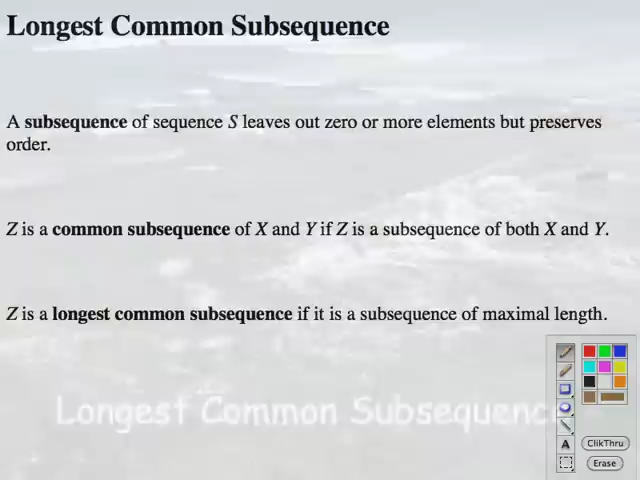 Longest Common Subsequence
A subsequence of sequence S leaves out zero or more elements but preserves
order.
Z is a common subsequence of X and Y if Z is a subsequence of both X and Y.
Z is a longest common subsequence if it is a subsequence of maximal length.
Longest Common Subsequence
A
ClikThru
Erase